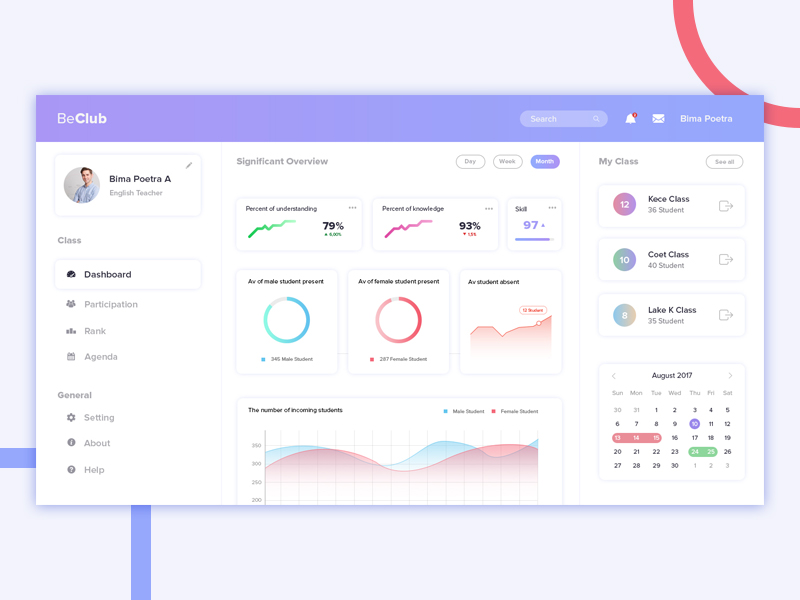 BeClub
Search
Bima Poetra
Bima Poetra A
English Teacher
Class
Dashboard
Participation
Rank
Agenda
General
Setting
About
Help
Significant Overview
Day
Week
Month
Percent of understanding
79%
▲ 6,00%
Percent of knowledge
93%
▼ 1,5%
Skill
97 ▲
Av of male student present
346 Male Student
Av of female student present
287 Female Student
Av student absent
12 Student
The number of incoming students
Male Student
Female Student
350
300
250
200
My Class
See all
12
Kece Class
36 Student
10
Coet Class
40 Student
8
Lake K Class
35 Student
August 2017
Sun Mon Tue Wed Thu Fri Sat
30 31 1 2 3 4 5
6 7 8 9 10 11 12
13 14 15 16 17 18 19
20 21 22 23 24 25 26
27 28 29 30 1 2 3